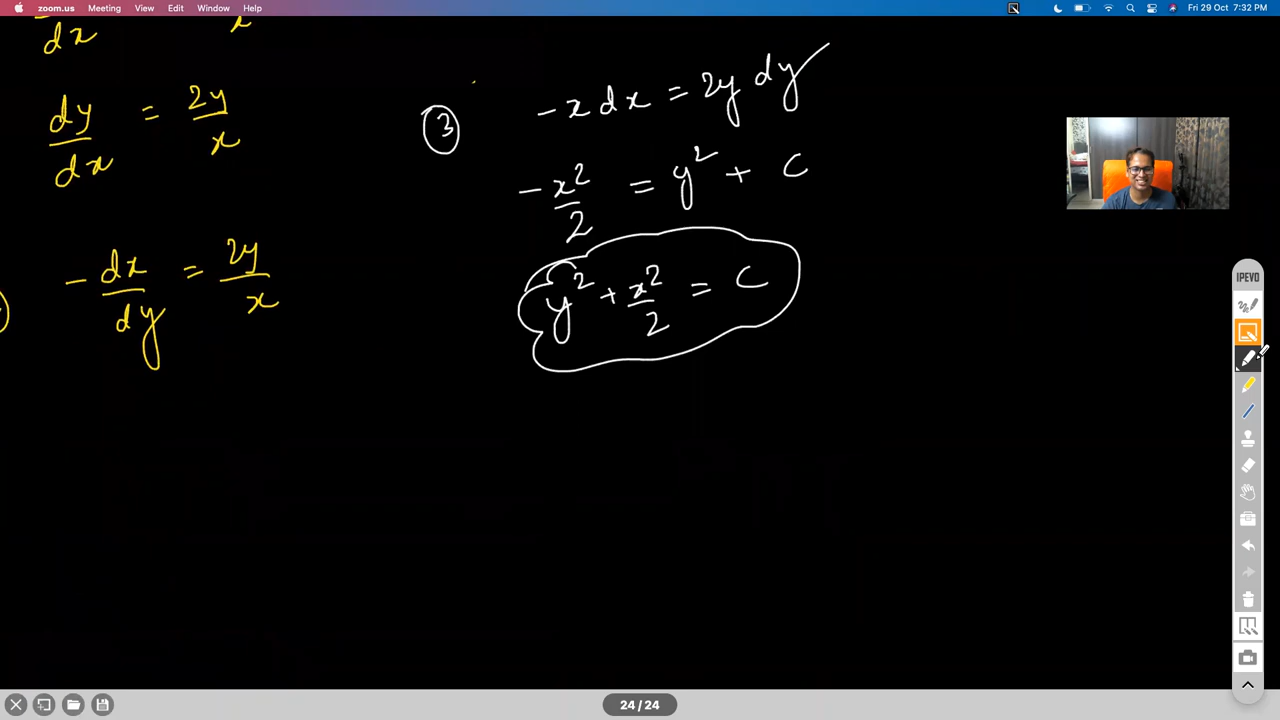 zoom.us Meeting View Edit Window Help Fri 29 Oct 7:32 PM
dx
dy/dx = 2y/x
-dx/dy = 2y/x
③ -x dx = 2y dy
-x²/2 = y² + C
y² + x²/2 = C
IPEVO
24 / 24